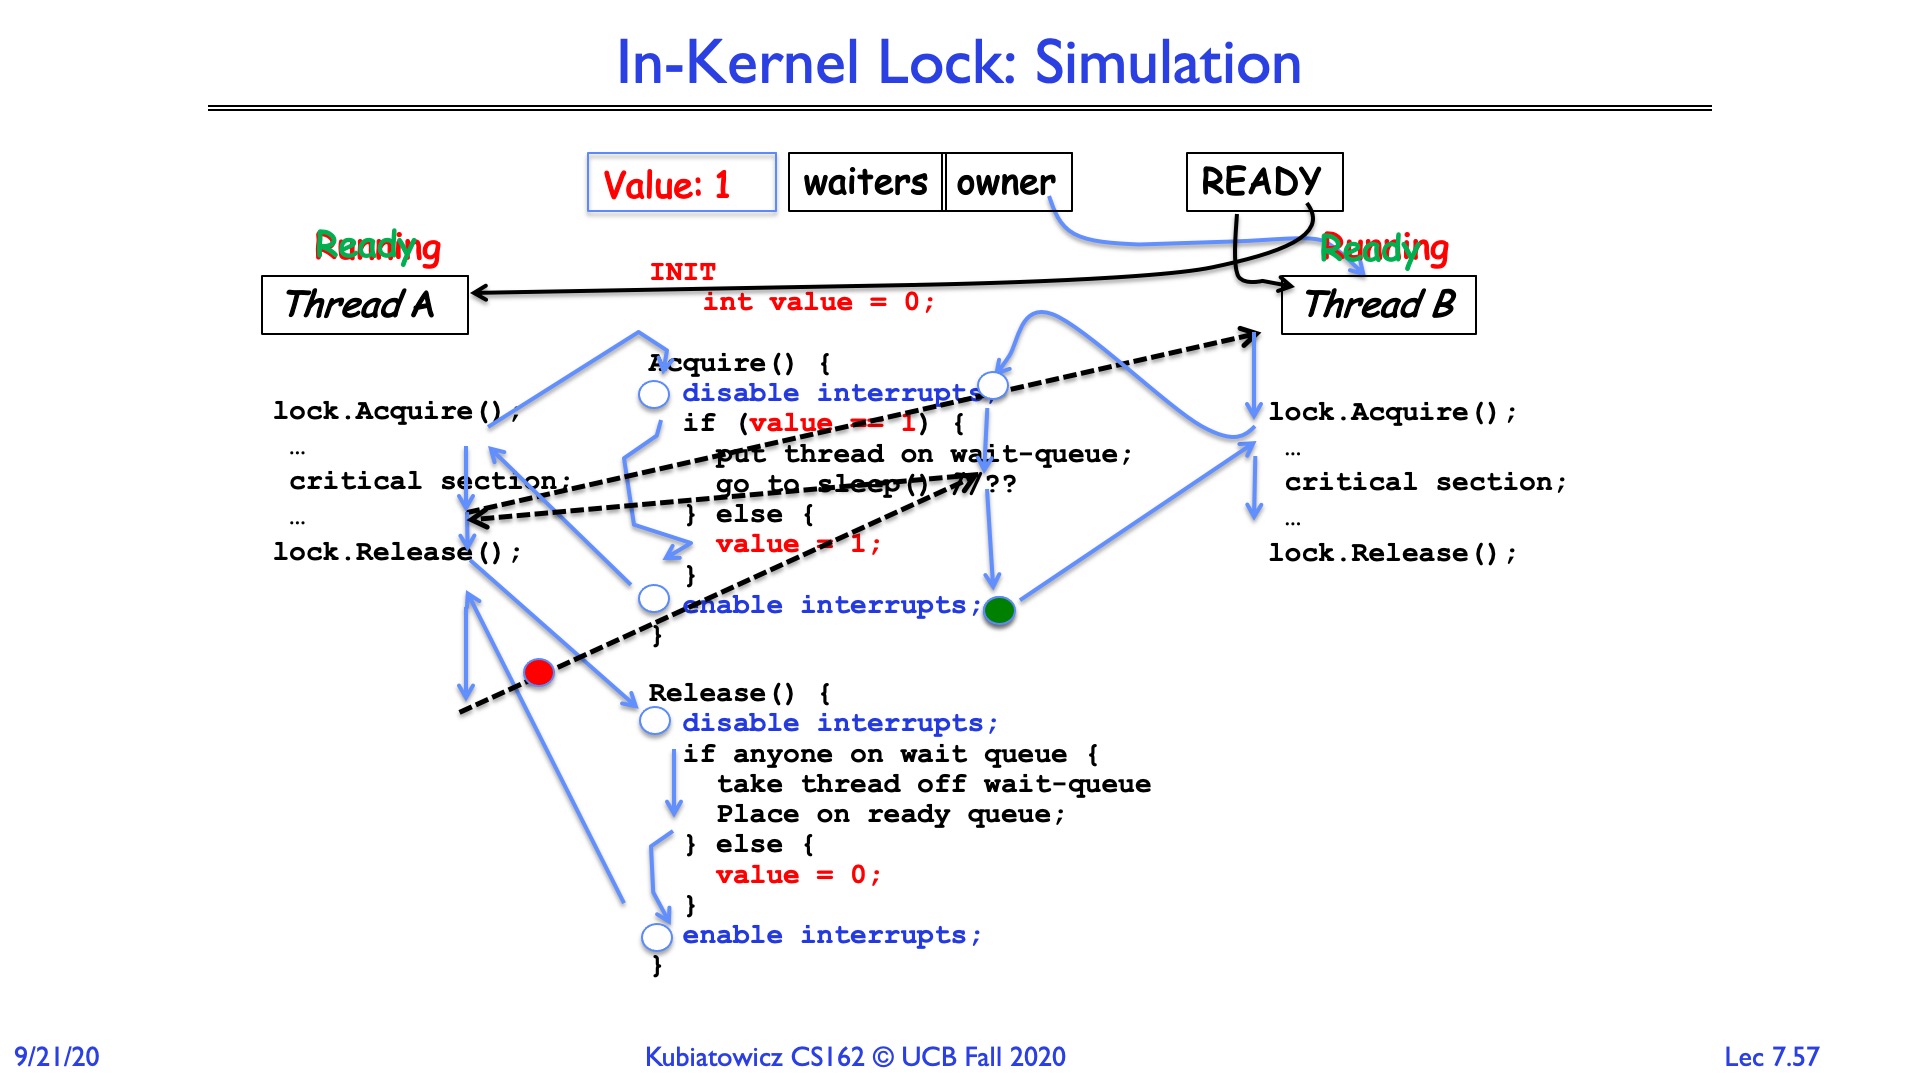 In-Kernel Lock: Simulation
Value: 1 waiters owner READY
Ready Running
Ready Running
Thread A
Thread B
INIT
int value = 0;
Acquire() {
disable interrupts;
if (value == 1) {
put thread on wait-queue;
go to sleep() //??
} else {
value = 1;
}
enable interrupts;
}
lock.Acquire();
…
critical section;
…
lock.Release();
lock.Acquire();
…
critical section;
…
lock.Release();
Release() {
disable interrupts;
if anyone on wait queue {
take thread off wait-queue
Place on ready queue;
} else {
value = 0;
}
enable interrupts;
}
9/21/20 Kubiatowicz CS162 © UCB Fall 2020 Lec 7.57